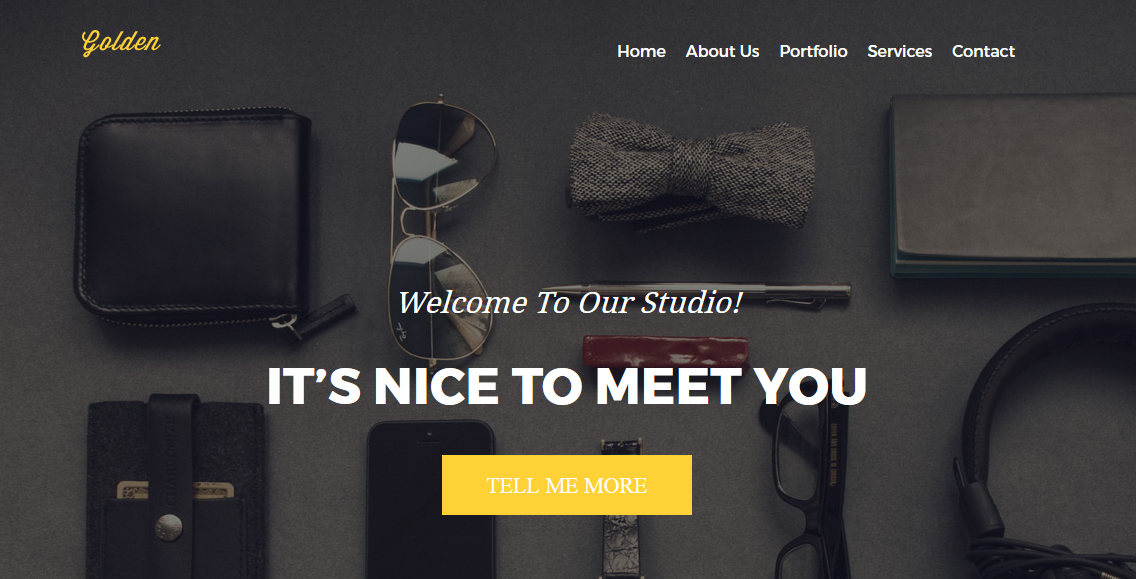 Golden
Home About Us Portfolio Services Contact
Welcome To Our Studio!
IT’S NICE TO MEET YOU
TELL ME MORE